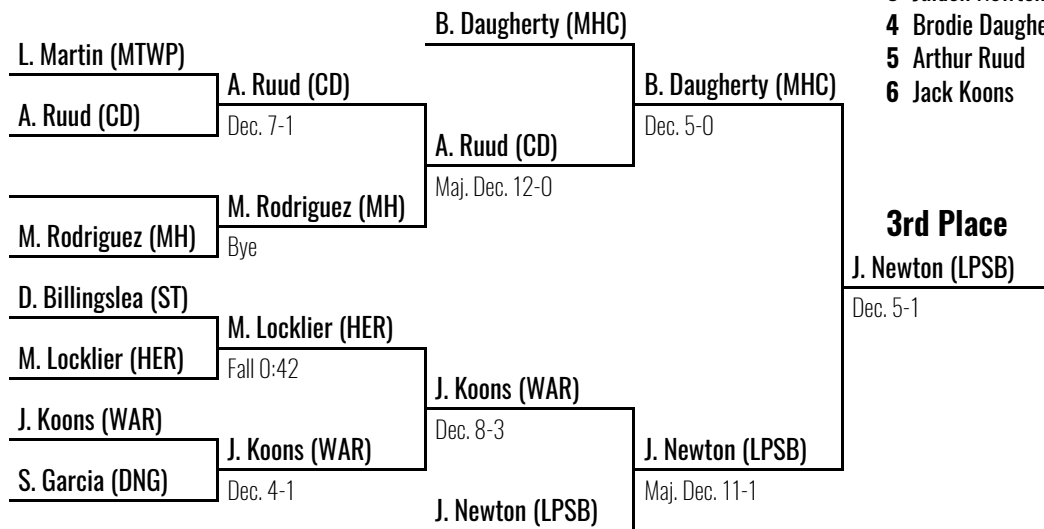 B. Daugherty (MHC)
4 Brodie
5 Arthur Ruud
6 Jack Koons
L. Martin (MTWP)
A. Ruud (CD)
A. Ruud (CD)
Dec. 7-1
B. Daugherty (MHC)
Dec. 5-0
A. Ruud (CD)
Maj. Dec. 12-0
M. Rodriguez (MH)
M. Rodriguez (MH)
Bye
3rd Place
J. Newton (LPSB)
Dec. 5-1
D. Billingslea (ST)
M. Locklier (HER)
M. Locklier (HER)
Fall 0:42
J. Koons (WAR)
Dec. 8-3
J. Koons (WAR)
S. Garcia (DNG)
J. Koons (WAR)
Dec. 4-1
J. Newton (LPSB)
Maj. Dec. 11-1
J. Newton (LPSB)